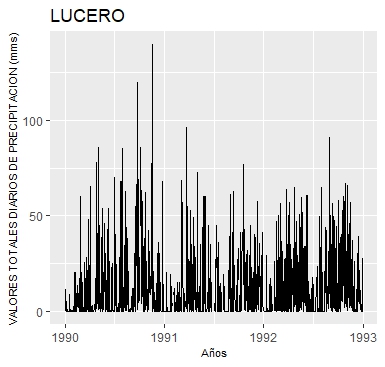 LUCERO
VALORES TOTALES DIARIOS DE PRECIPITACION (mms)
100
50
0
1990
1991
1992
1993
Años